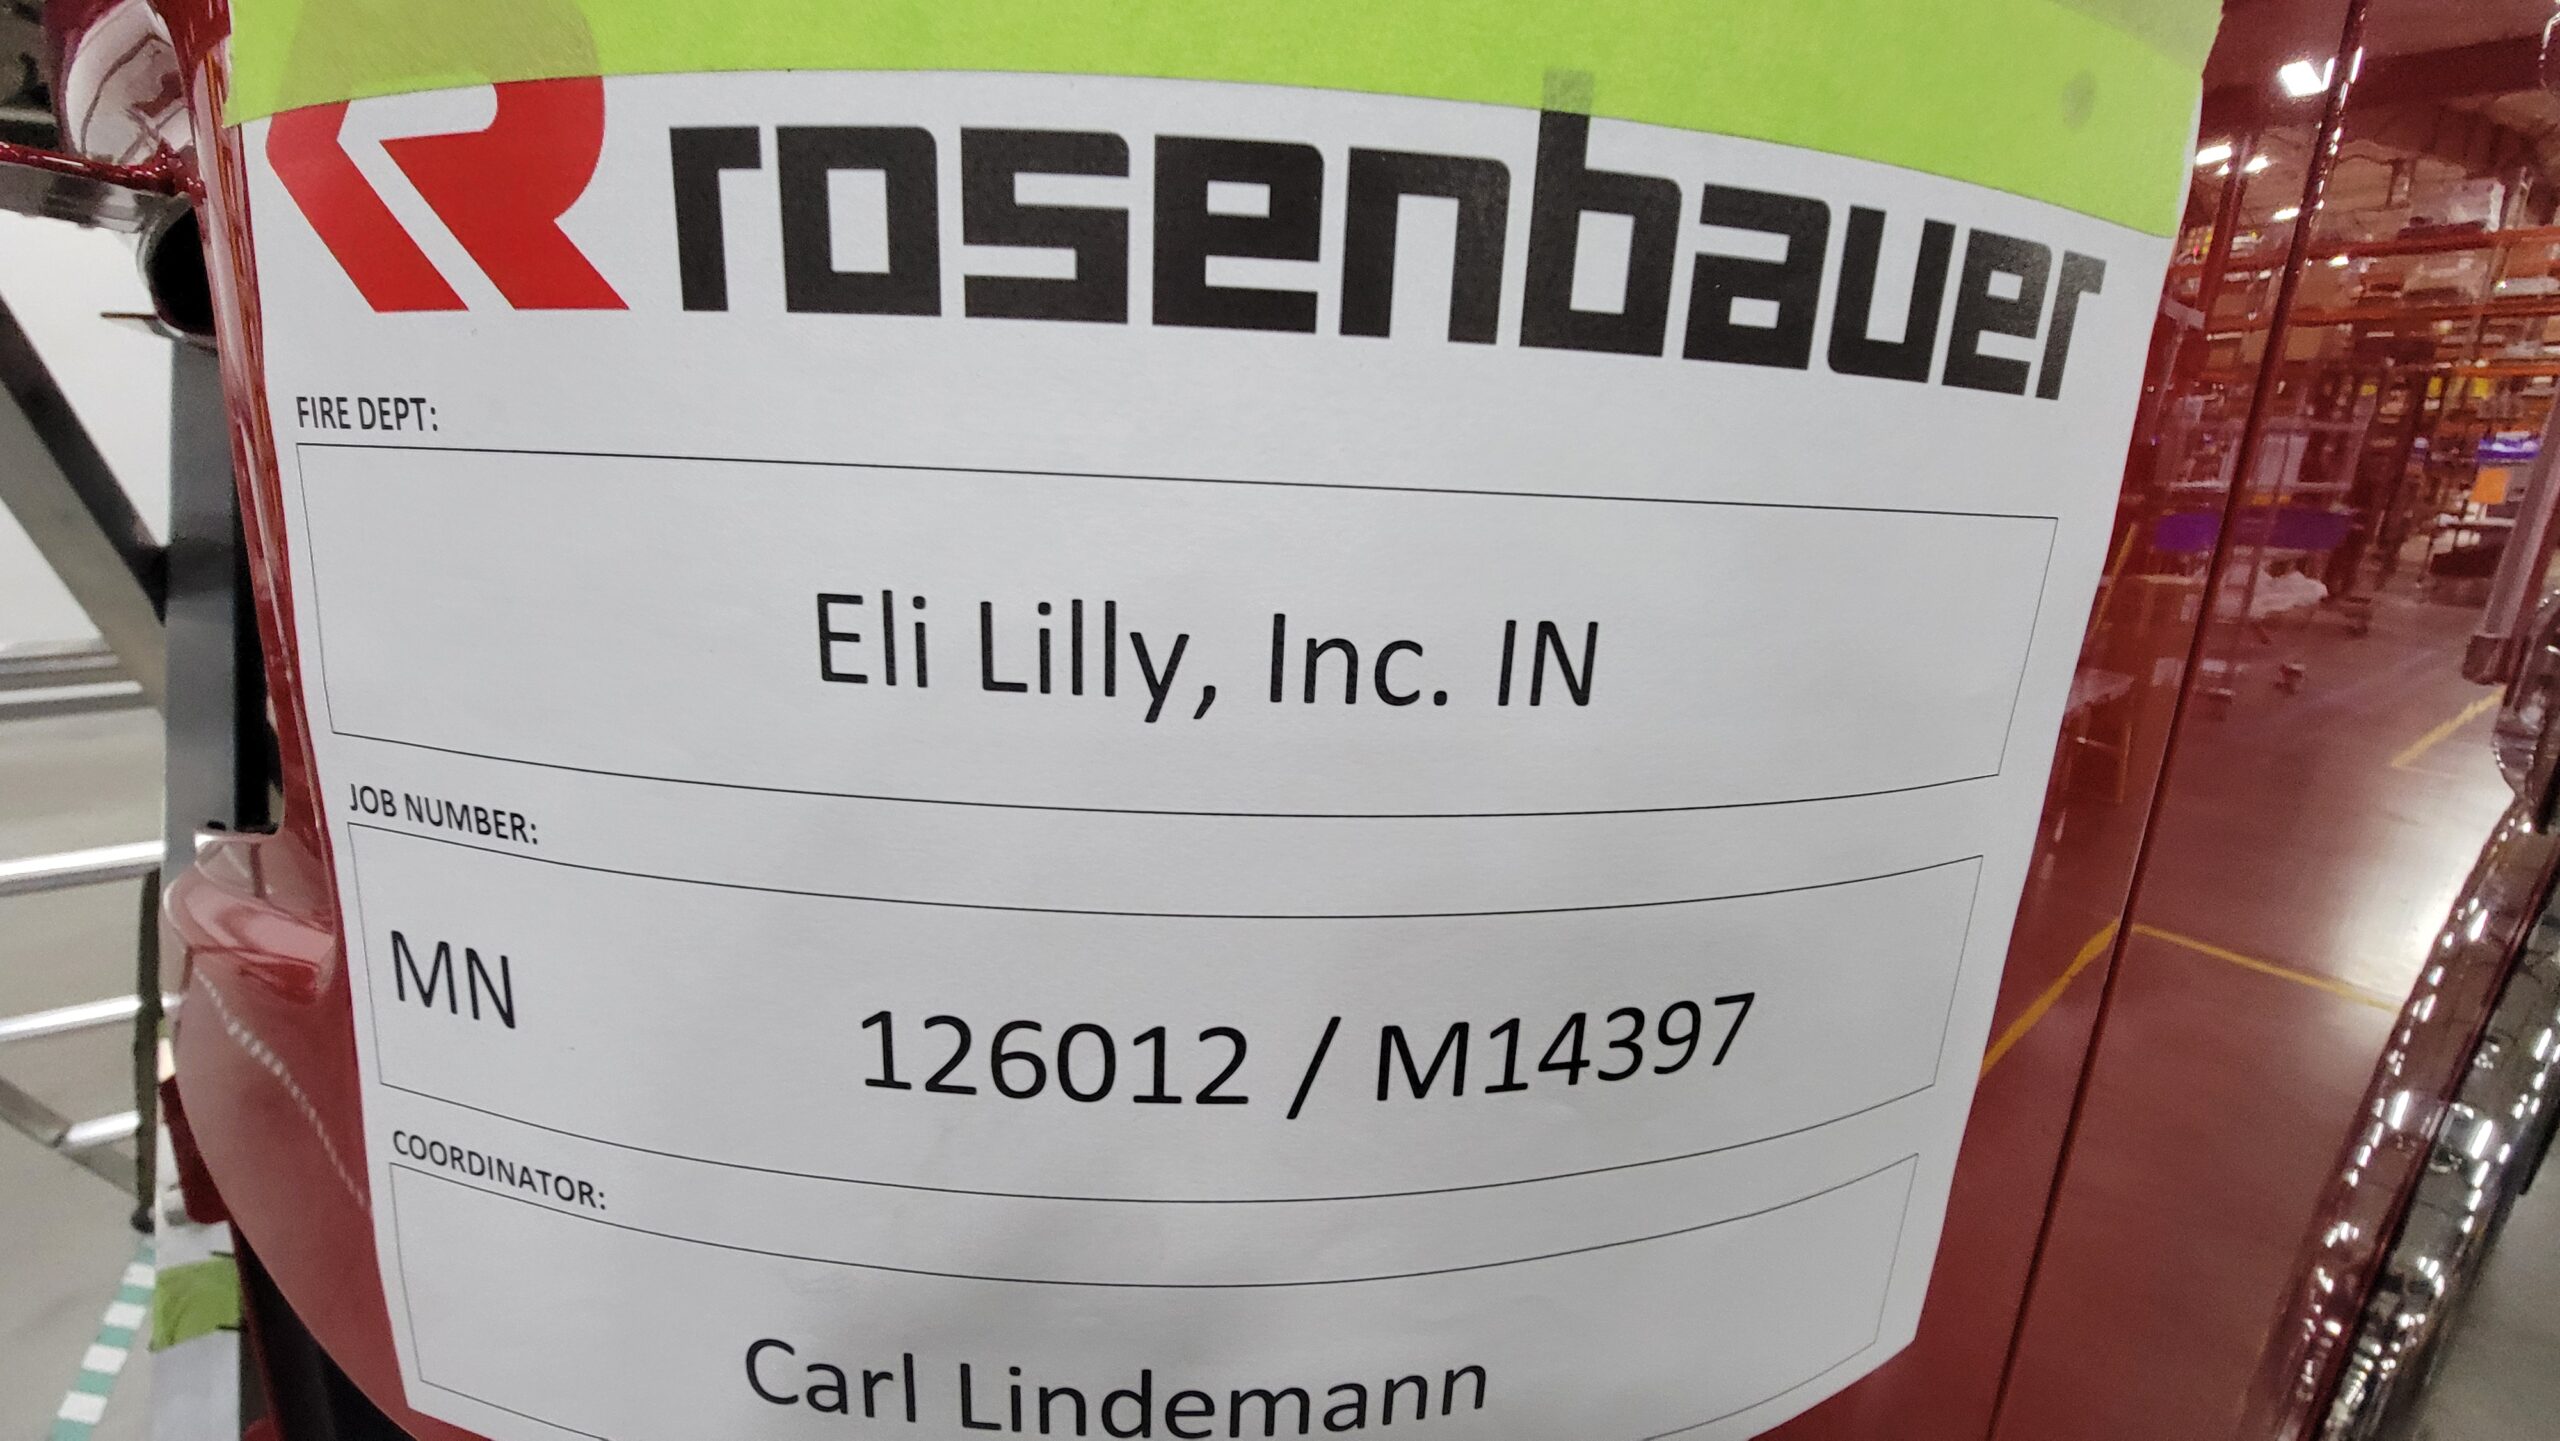 rosenbauer
FIRE DEPT:
Eli Lilly, Inc. IN
JOB NUMBER:
MN 126012 / M14397
COORDINATOR:
Carl Lindemann